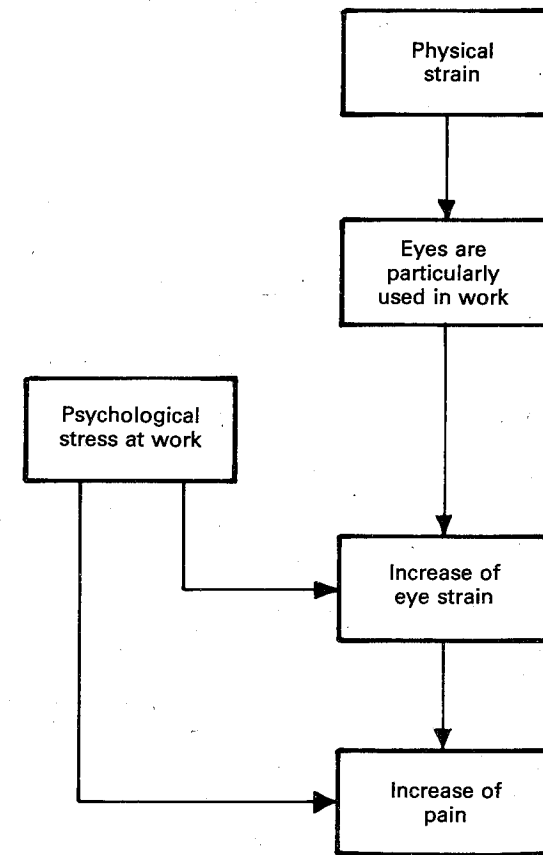 Physical
strain
Eyes are
particularly
used in work
Psychological
stress at work
Increase of
eye strain
Increase of
pain